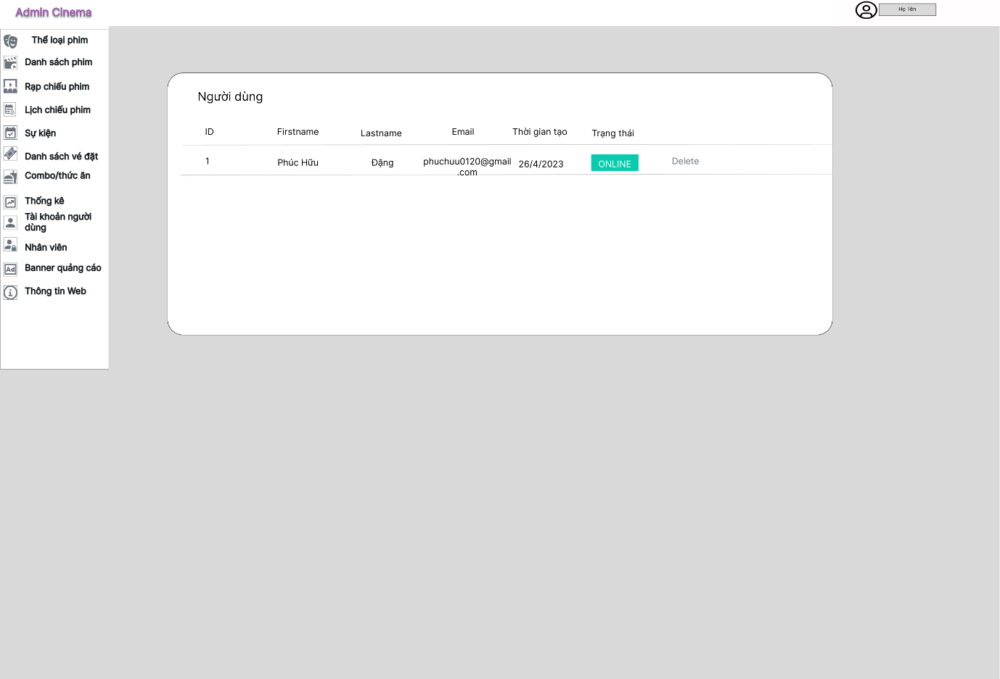 Admin Cinema
Họ Tên
Thể loại phim
Danh sách phim
Rạp chiếu phim
Lịch chiếu phim
Sự kiện
Danh sách vé đặt
Combo/thức ăn
Thống kê
Tài khoản người
dùng
Nhân viên
Ad
Banner quảng cáo
Thông tin Web
Người dùng
ID Firstname Lastname Email Thời gian tạo Trạng thái
1 Phúc Hữu Đặng phuchuu0120@gmail 26/4/2023 ONLINE Delete
.com